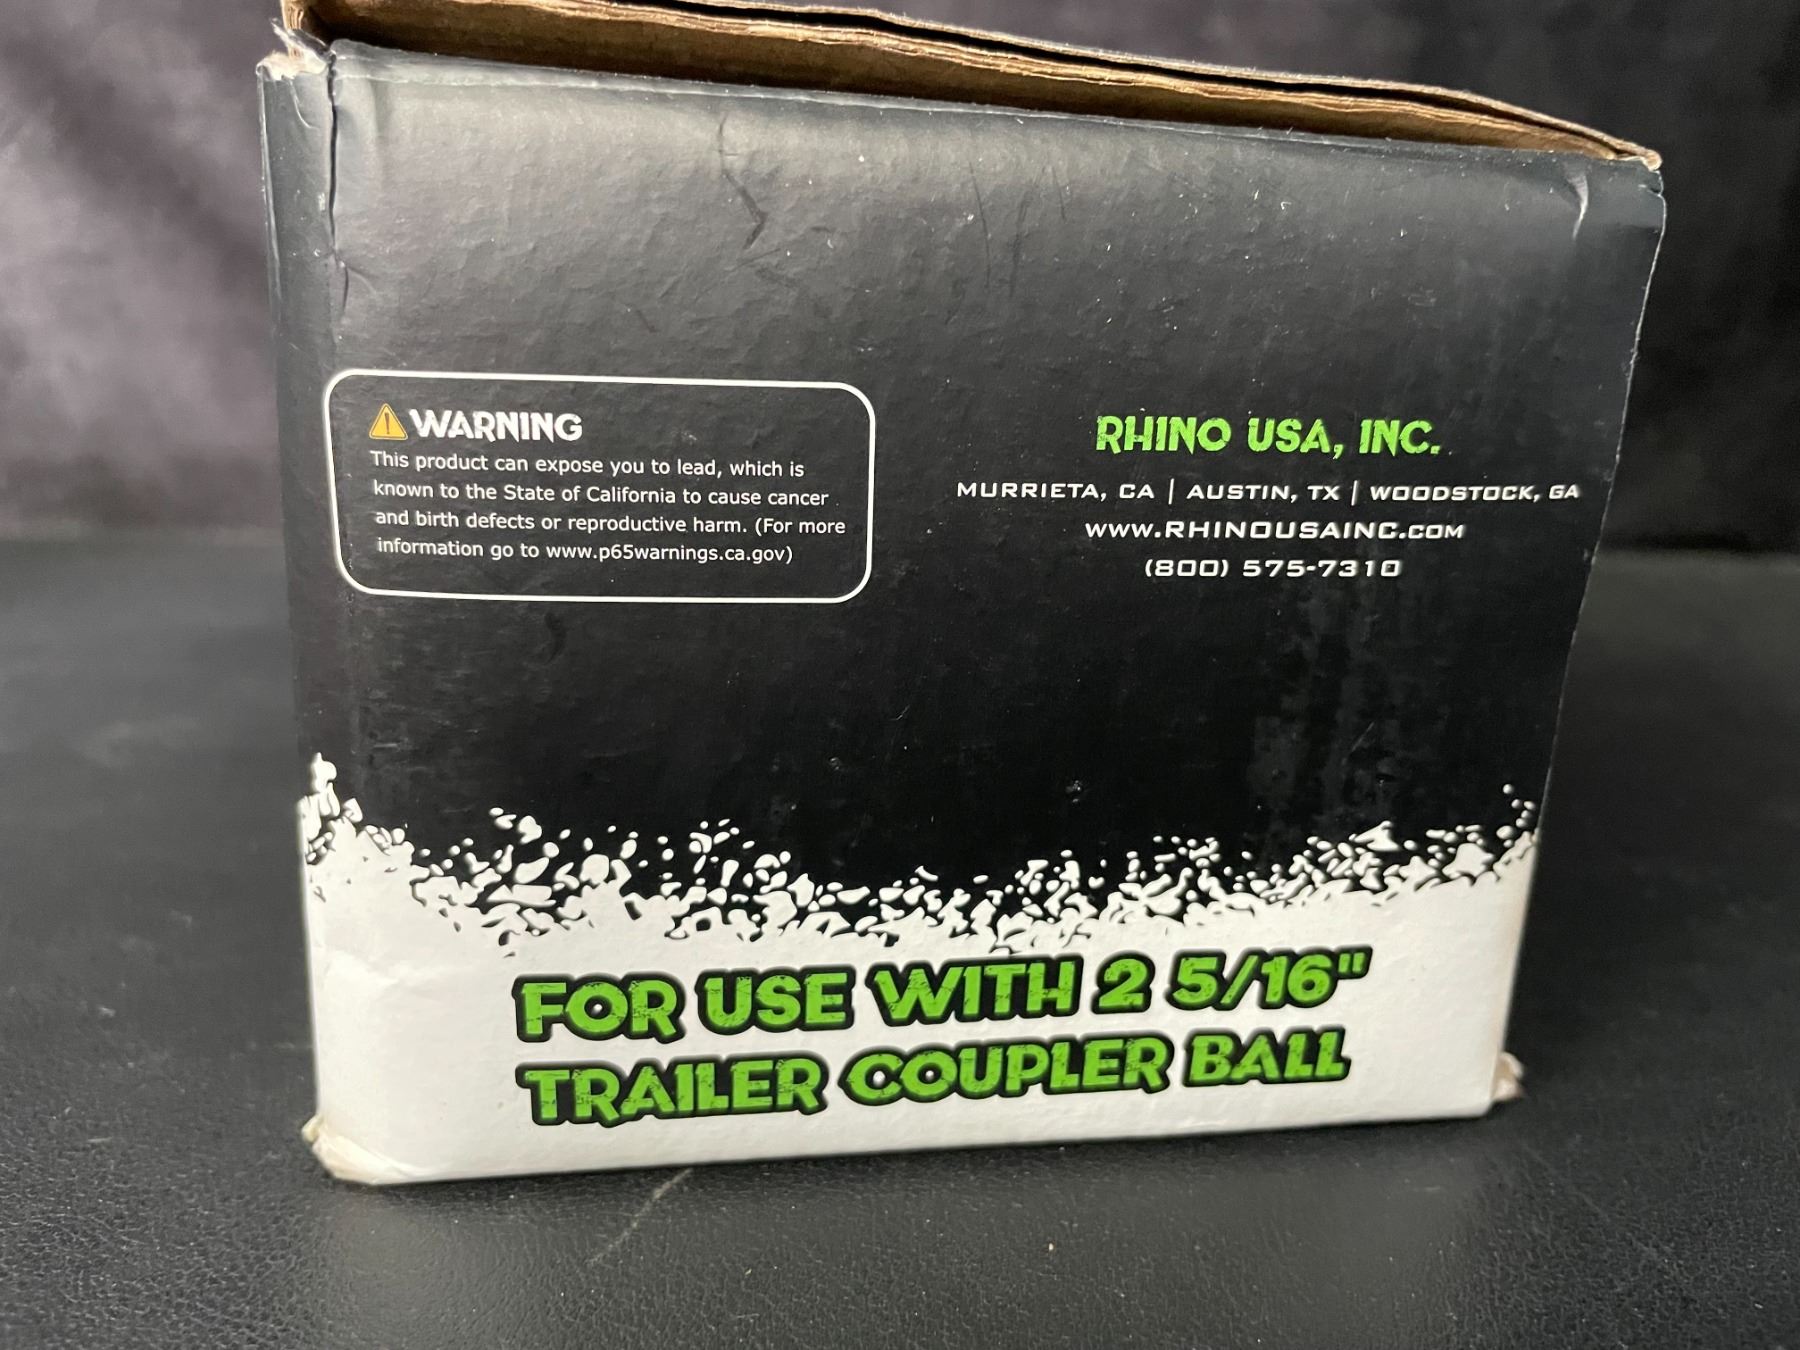 WARNING
This product can expose you to lead, which is
known to the State of California to cause cancer
and birth defects or reproductive harm. (For more
information go to www.p65warnings.ca.gov)
RHINO USA, INC.
MURRIETA, CA | AUSTIN, TX | WOODSTOCK, GA
www.RHINOUSAINC.COM
(800) 575-7310
FOR USE WITH 2 5/16"
TRAILER COUPLER BALL